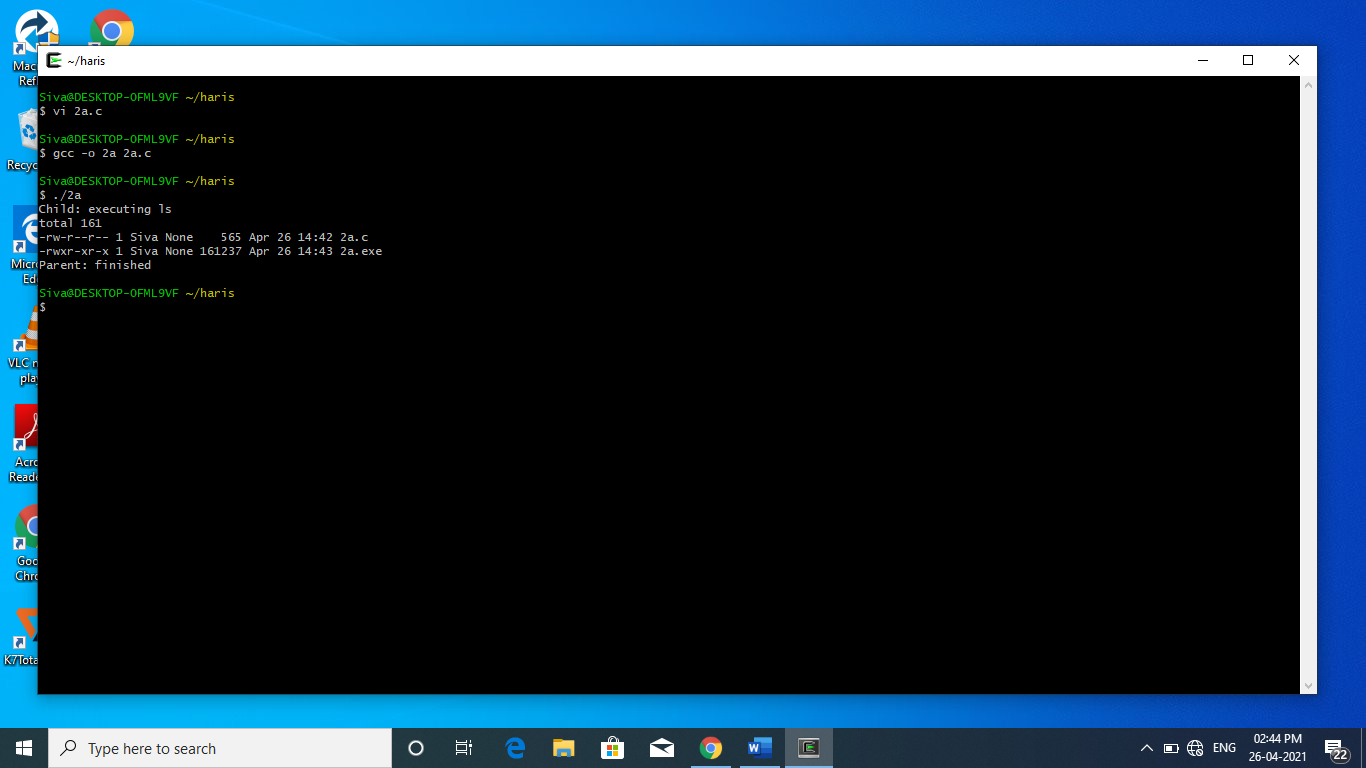 ~/haris
Siva@DESKTOP-OFML9VF ~/haris
$ vi 2a.c
Siva@DESKTOP-OFML9VF ~/haris
$ gcc -o 2a 2a.c
Siva@DESKTOP-OFML9VF ~/haris
$ ./2a
Child: executing ls
total 161
-rw-r--r-- 1 Siva None    565 Apr 26 14:42 2a.c
-rwxr-xr-x 1 Siva None 161237 Apr 26 14:43 2a.exe
Parent: finished
Siva@DESKTOP-OFML9VF ~/haris
$
Mac
Refl
Recyc
Micro
Ed
VLC m
play
Acro
Reade
Goo
Chro
K7Tota
Type here to search
ENG
02:44 PM
26-04-2021
22